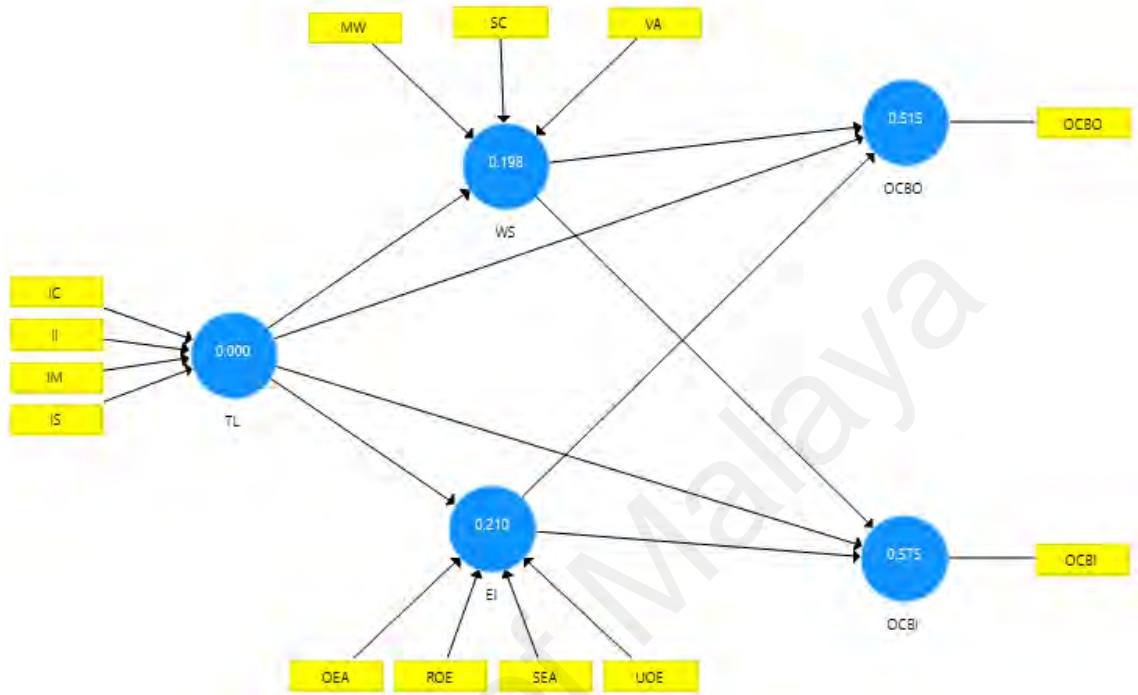 MW
SC
VA
0.198
WS
0.515
OCBO
OCBO
IC
II
IM
IS
0.000
TL
0.210
EI
0.575
OCBI
OCBI
OEA
ROE
SEA
UOE
of Malaya